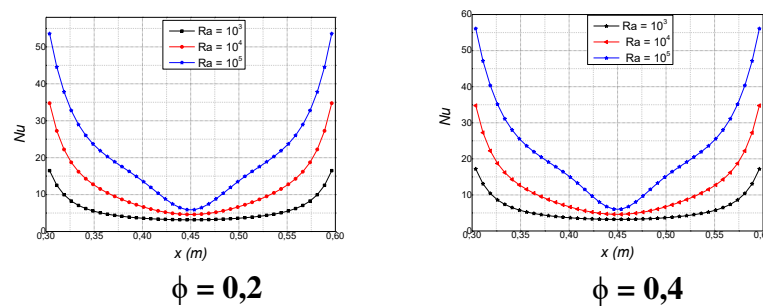 Ra = 10³
Ra = 10⁴
Ra = 10⁵
50
40
30
20
10
0
Nu
0,30 0,35 0,40 0,45 0,50 0,55 0,60
x (m)
ϕ = 0,2
Ra = 10³
Ra = 10⁴
Ra = 10⁵
60
50
40
30
20
10
0
Nu
0,30 0,35 0,40 0,45 0,50 0,55
x (m)
ϕ = 0,4